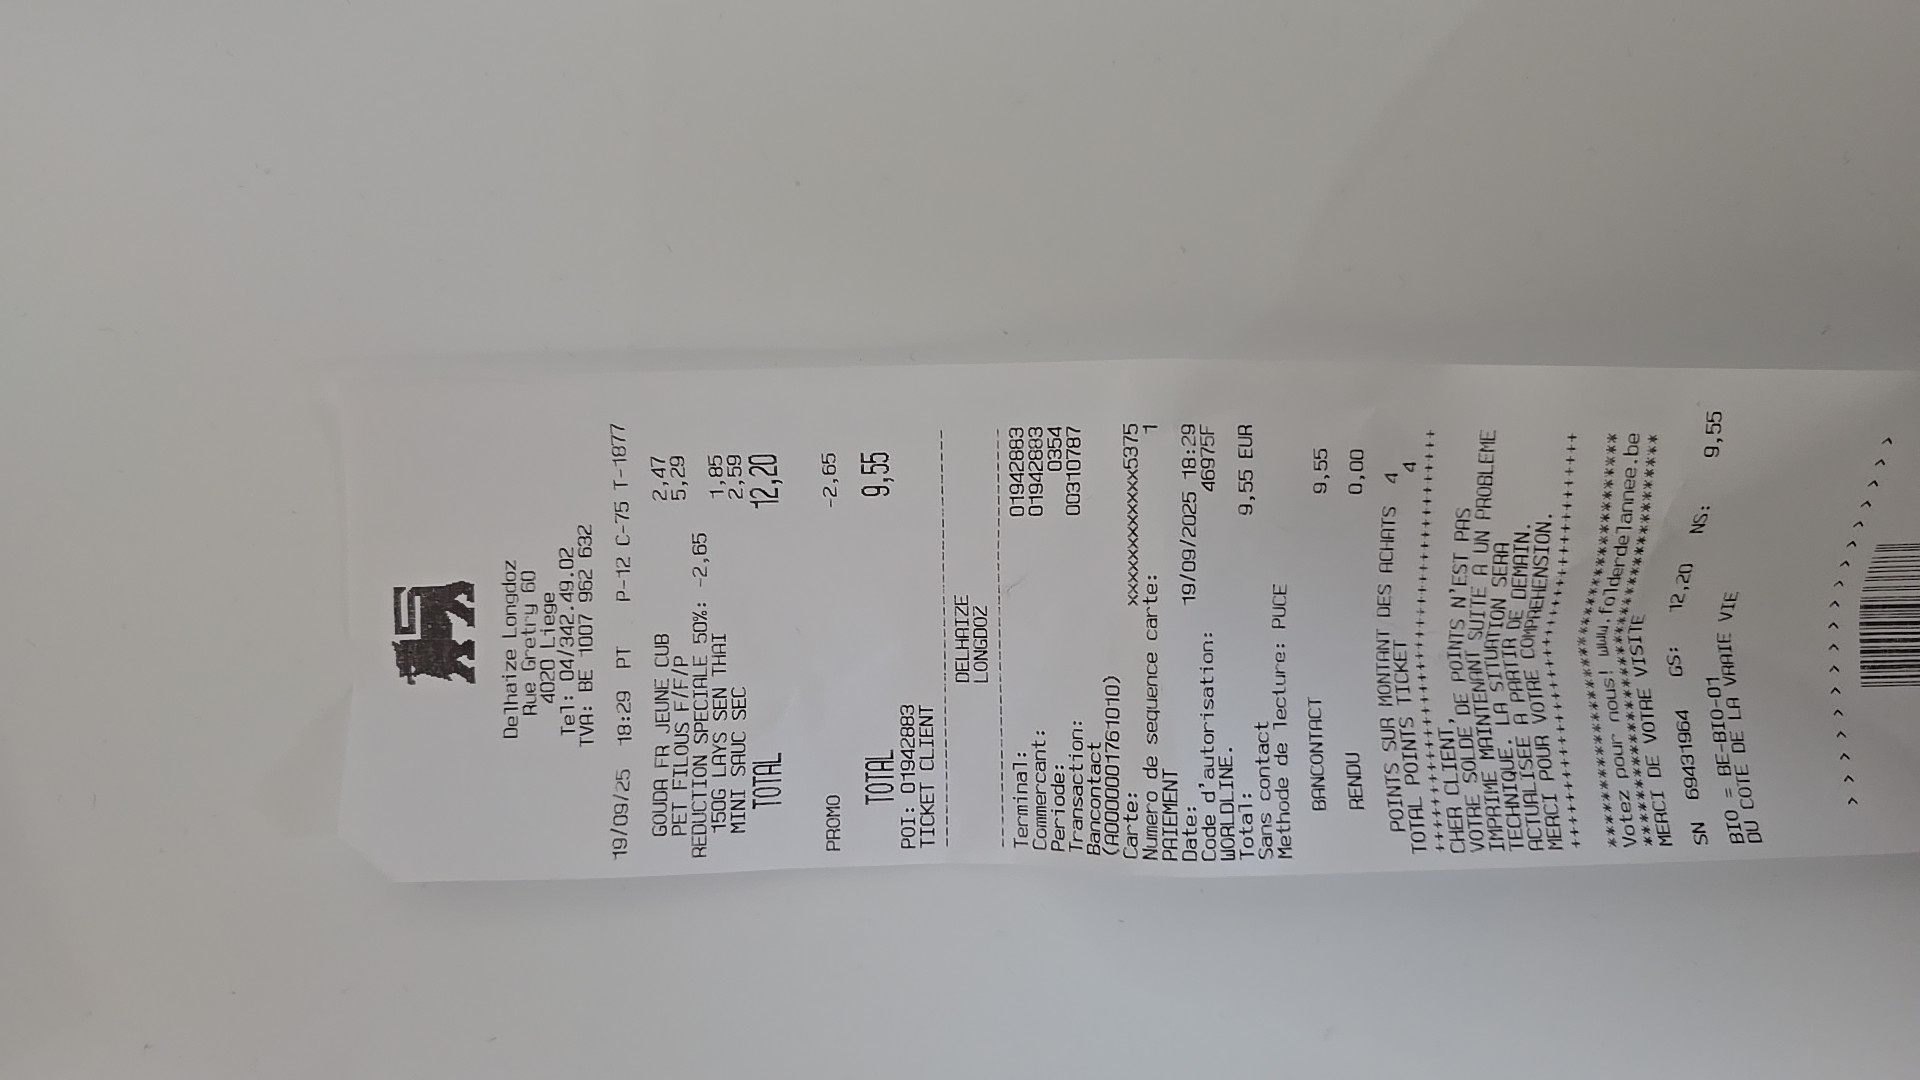 Delhaize Longdoz
Rue Gretry 60
4020 Liege
Tel: 04/342.49.02
TVA: BE 1007 962 632
19/09/25 18:29 PT P-12 C-75 T-1877
GOUDA FR JEUNE CUB 2,47
PET FILOUS F/F/P 5,29
REDUCTION SPECIALE 50%: -2,65
150G LAYS SEN THAI 1,85
MINI SAUC SEC 2,59
TOTAL 12,20
PROMO -2,65
TOTAL 9,55
POI: 01942883
TICKET CLIENT
--------------------------------
DELHAIZE
LONGDOZ
--------------------------------
Terminal: 01942883
Commercant: 01942883
Periode: 0354
Transaction: 00310787
Bancontact
(A0000001761010)
Carte: xxxxxxxxxxxxx5375
Numero de sequence carte: 1
PAIEMENT
Date: 19/09/2025 18:29
Code d'autorisation: 46975F
WORLDLINE.
Total: 9,55 EUR
Sans contact
Methode de lecture: PUCE
BANCONTACT 9,55
RENDU 0,00
POINTS SUR MONTANT DES ACHATS 4
TOTAL POINTS TICKET 4
++++++++++++++++++++++++++++++++++++++
CHER CLIENT,
VOTRE SOLDE DE POINTS N'EST PAS
IMPRIME MAINTENANT SUITE A UN PROBLEME
TECHNIQUE. LA SITUATION SERA
ACTUALISEE A PARTIR DE DEMAIN.
MERCI POUR VOTRE COMPREHENSION.
++++++++++++++++++++++++++++++++++++++
**************************************
Votez pour nous! www.folderdelannee.be
**************************************
MERCI DE VOTRE VISITE
SN 69431964 GS: 12,20 NS: 9,55
BIO = BE-BIO-01
DU COTE DE LA VRAIE VIE
> > > > > > > > > > > > > > > > >